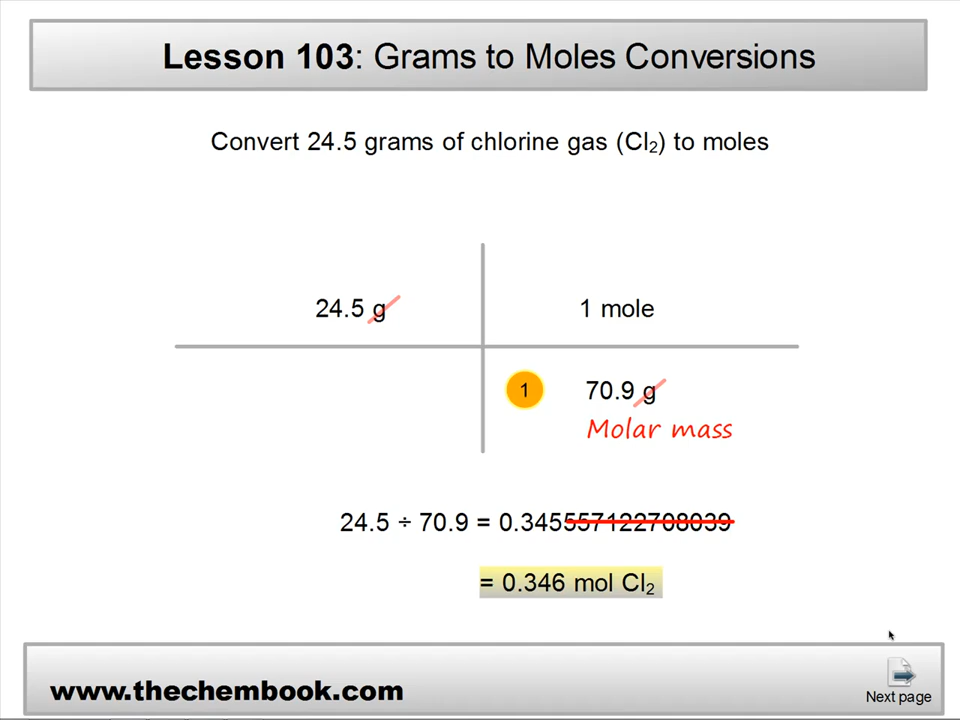 Lesson 103: Grams to Moles Conversions
Convert 24.5 grams of chlorine gas (Cl₂) to moles
24.5 g
1 mole
1
70.9 g
Molar mass
24.5 ÷ 70.9 = 0.345557122708039
= 0.346 mol Cl₂
www.thechembook.com
Next page